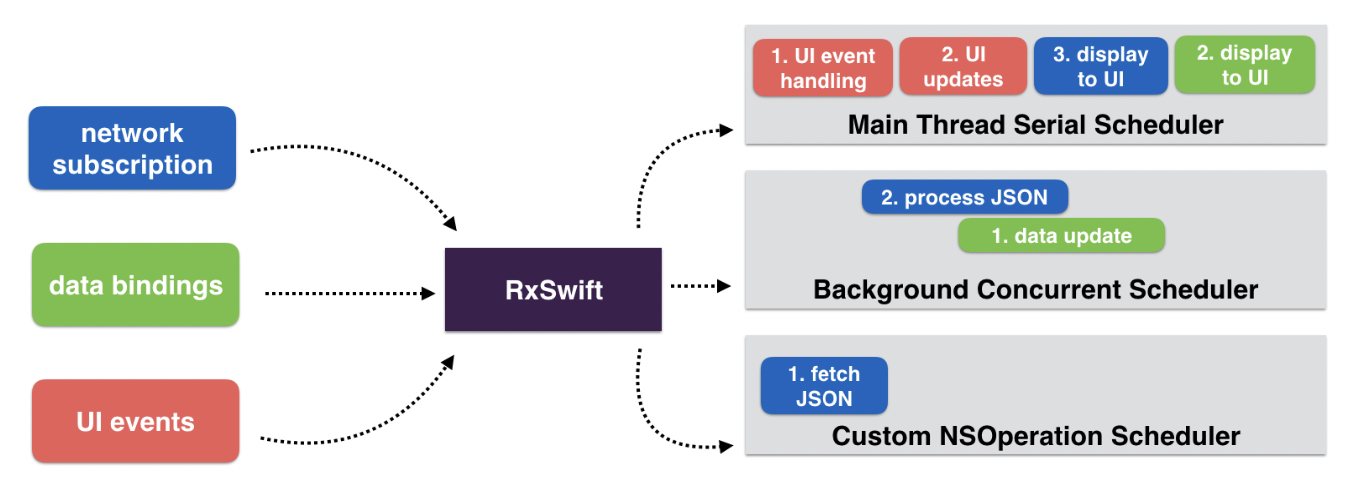 network
subscription
data bindings
UI events
RxSwift
1. UI event
handling
2. UI
updates
3. display
to UI
2. display
to UI
Main Thread Serial Scheduler
2. process JSON
1. data update
Background Concurrent Scheduler
1. fetch
JSON
Custom NSOperation Scheduler